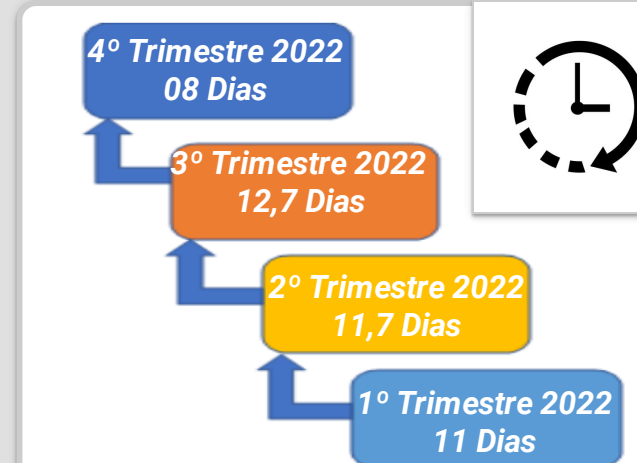 4º Trimestre 2022
08 Dias
3º Trimestre 2022
12,7 Dias
2º Trimestre 2022
11,7 Dias
1º Trimestre 2022
11 Dias